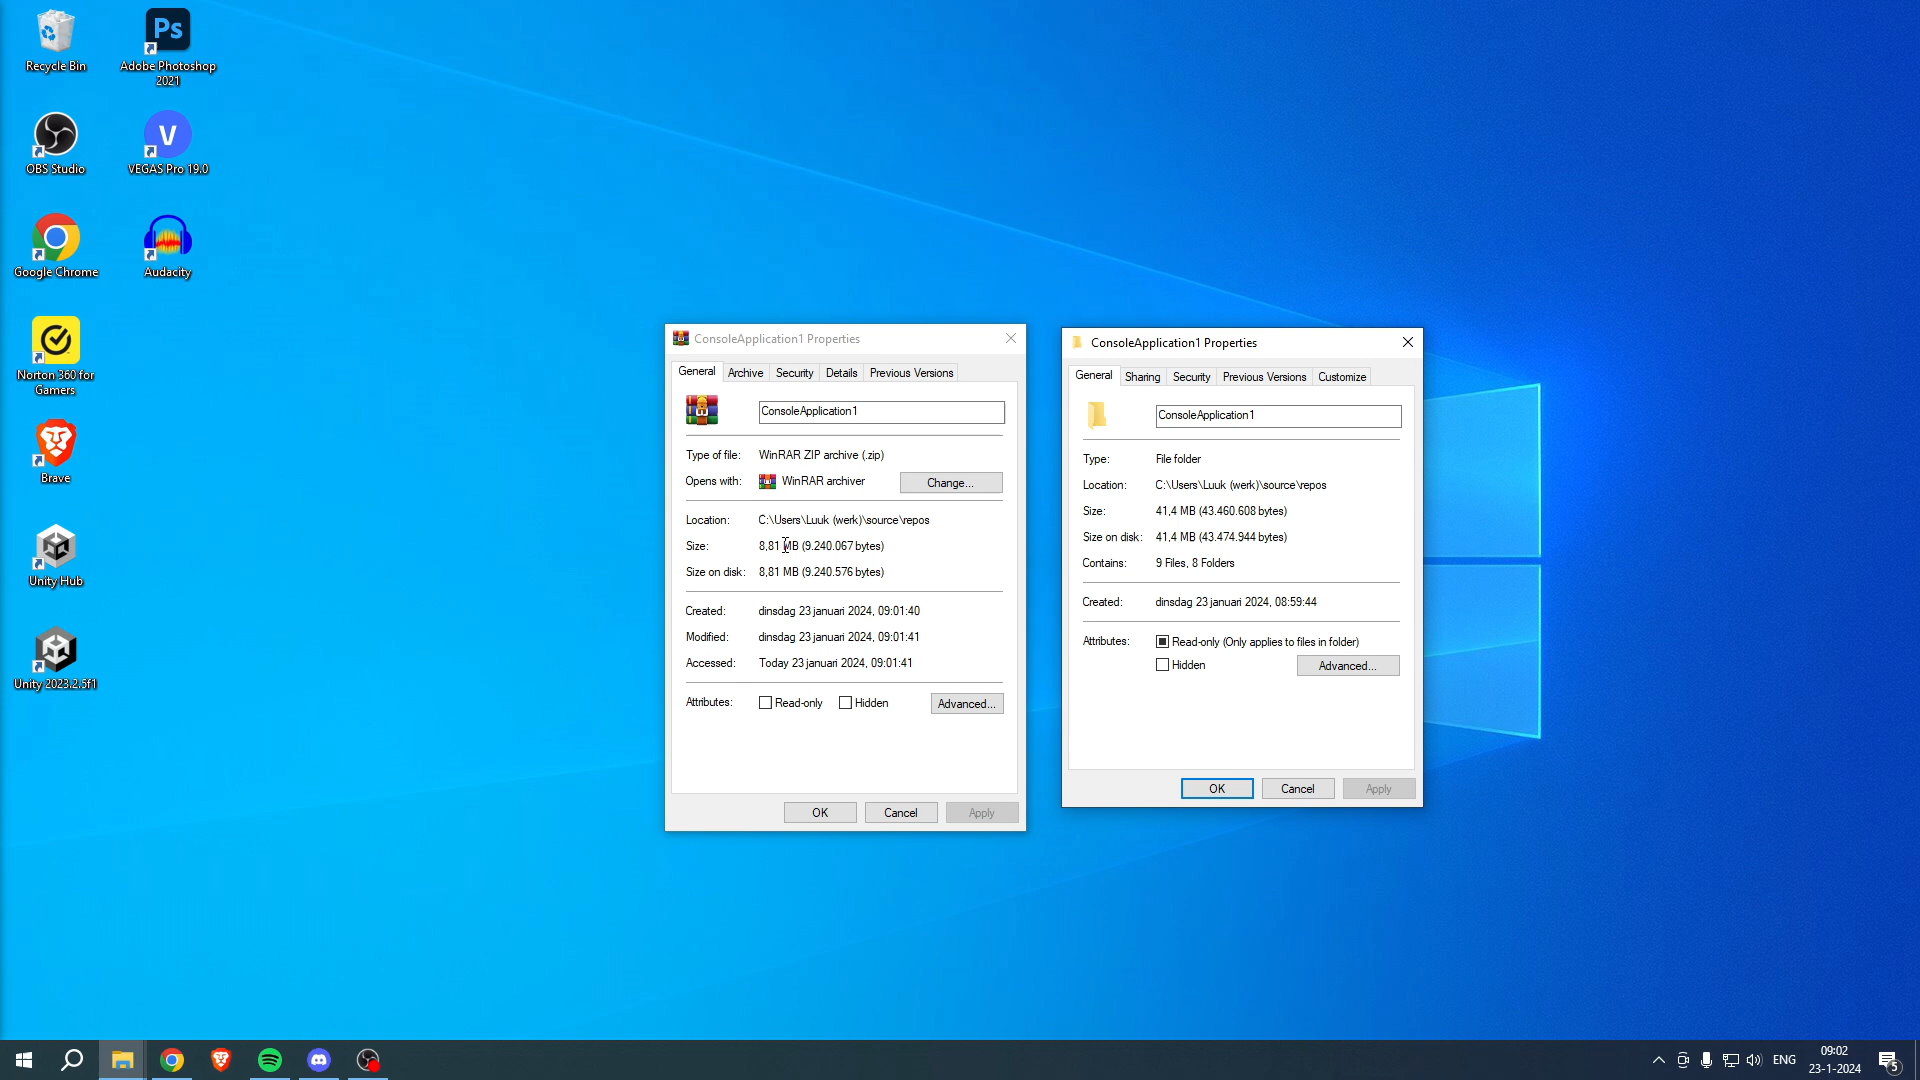 Recycle Bin
Ps
Adobe Photoshop
2021
OBS Studio
V
VEGAS Pro 19.0
Google Chrome
Audacity
Norton 360 for
Gamers
Brave
Unity Hub
Unity 2023.2.5f1
ConsoleApplication1 Properties
General
Archive
Security
Details
Previous Versions
ConsoleApplication1
Type of file: WinRAR ZIP archive (.zip)
Opens with: WinRAR archiver
Change...
Location: C:\Users\Luuk (werk)\source\repos
Size: 8,81 MB (9.240.067 bytes)
Size on disk: 8,81 MB (9.240.576 bytes)
Created: dinsdag 23 januari 2024, 09:01:40
Modified: dinsdag 23 januari 2024, 09:01:41
Accessed: Today 23 januari 2024, 09:01:41
Attributes: Read-only Hidden
Advanced...
OK
Cancel
Apply
ConsoleApplication1 Properties
General
Sharing
Security
Previous Versions
Customize
ConsoleApplication1
Type: File folder
Location: C:\Users\Luuk (werk)\source\repos
Size: 41,4 MB (43.460.608 bytes)
Size on disk: 41,4 MB (43.474.944 bytes)
Contains: 9 Files, 8 Folders
Created: dinsdag 23 januari 2024, 08:59:44
Attributes: Read-only (Only applies to files in folder)
Hidden
Advanced...
OK
Cancel
Apply
ENG
09:02
23-1-2024
5